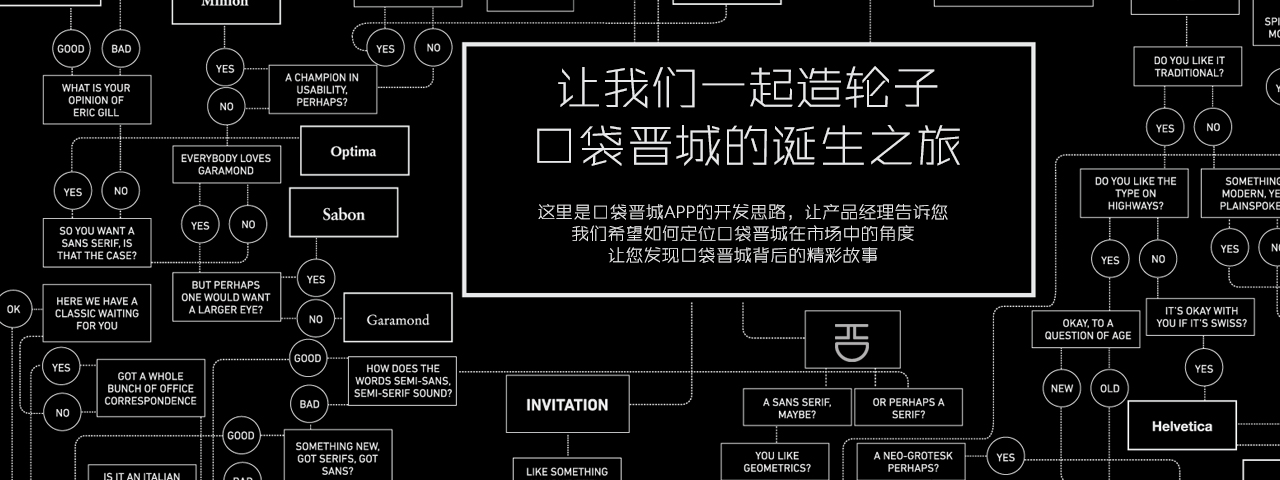 Minion
GOOD
BAD
YES
NO
YES
NO
A CHAMPION IN
USABILITY,
PERHAPS?
WHAT IS YOUR
OPINION OF
ERIC GILL
DO YOU LIKE IT
TRADITIONAL?
YES
NO
让我们一起造轮子
口袋晋城的诞生之旅
这里是口袋晋城APP的开发思路，让产品经理告诉您
我们希望如何定位口袋晋城在市场中的角度
让您发现口袋晋城背后的精彩故事
Optima
EVERYBODY LOVES
GARAMOND
YES
NO
Sabon
YES
NO
SO YOU WANT A
SANS SERIF, IS
THAT THE CASE?
DO YOU LIKE THE
TYPE ON
HIGHWAYS?
SOMETHING
MODERN, YE
PLAINSPOKE
YES
NO
YES
BUT PERHAPS
ONE WOULD WANT
A LARGER EYE?
YES
NO
Garamond
OK
HERE WE HAVE A
CLASSIC WAITING
FOR YOU
IT'S OKAY WITH
YOU IF IT'S SWISS?
OKAY, TO A
QUESTION OF AGE
YES
NO
GOT A WHOLE
BUNCH OF OFFICE
CORRESPONDENCE
GOOD
BAD
HOW DOES THE
WORDS SEMI-SANS,
SEMI-SERIF SOUND?
YES
NEW
OLD
INVITATION
A SANS SERIF,
MAYBE?
OR PERHAPS A
SERIF?
Helvetica
GOOD
BAD
SOMETHING NEW,
GOT SERIFS, GOT
SANS?
IS IT AN ITALIAN
LIKE SOMETHING
YOU LIKE
GEOMETRICS?
A NEO-GROTESK
PERHAPS?
YES